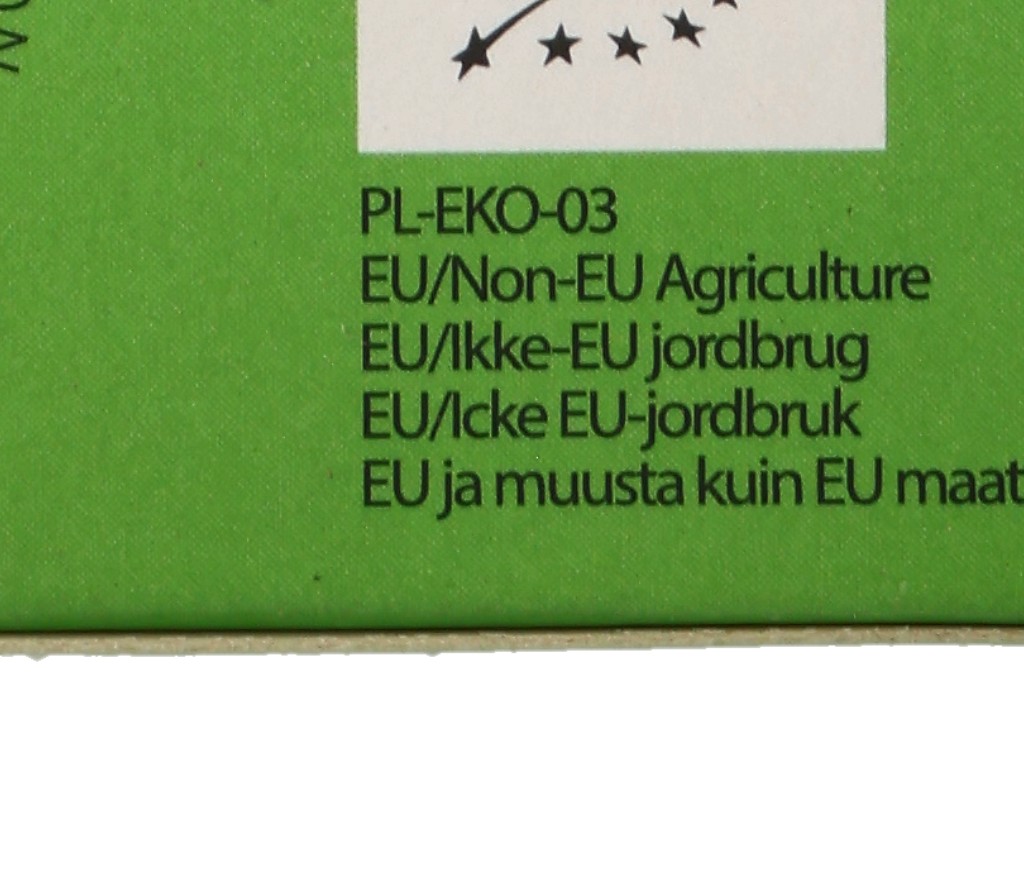 PL-EKO-03
EU/Non-EU Agriculture
EU/Ikke-EU jordbrug
EU/Icke EU-jordbruk
EU ja muusta kuin EU maat